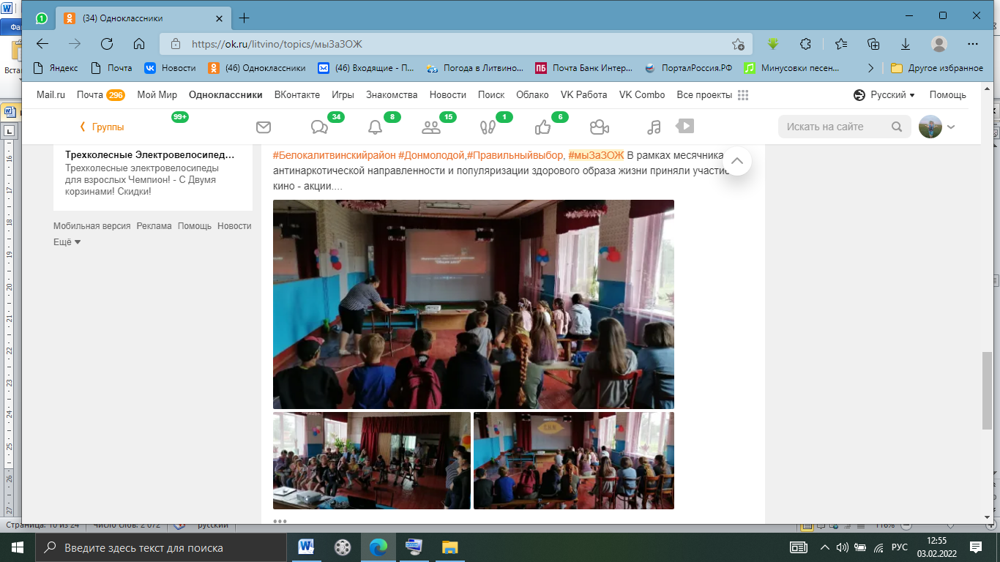 (34) Одноклассники
https://ok.ru/litvino/topics/мыЗаЗОЖ
Яндекс
Почта
Новости
(46) Одноклассники
(46) Входящие - П...
Погода в Литвино...
Почта Банк Интер...
ПорталРоссия.РФ
Минусовки песен...
Другое избранное
Mail.ru Почта 296 Мой Мир Одноклассники ВКонтакте Игры Знакомства Новости Поиск Облако VK Работа VK Combo Все проекты Русский Помощь
Группы 99+ 34 8 15 1 6 Искать на сайте
Трехколесные Электровелосипед...
Трехколесные электровелосипеды
для взрослых Чемпион! - С Двумя
корзинами! Скидки!
Мобильная версия Реклама Помощь Новости
Ещё
#Белокалитвинскийрайон #Донмолодой,#Правильныйвыбор, #мыЗаЗОЖ В рамках месячника
антинаркотической направленности и популяризации здорового образа жизни приняли участие
кино - акции....
Страница: 10 из 24 Число слов: 2 072 русский 116%
Введите здесь текст для поиска
РУС
12:55
03.02.2022